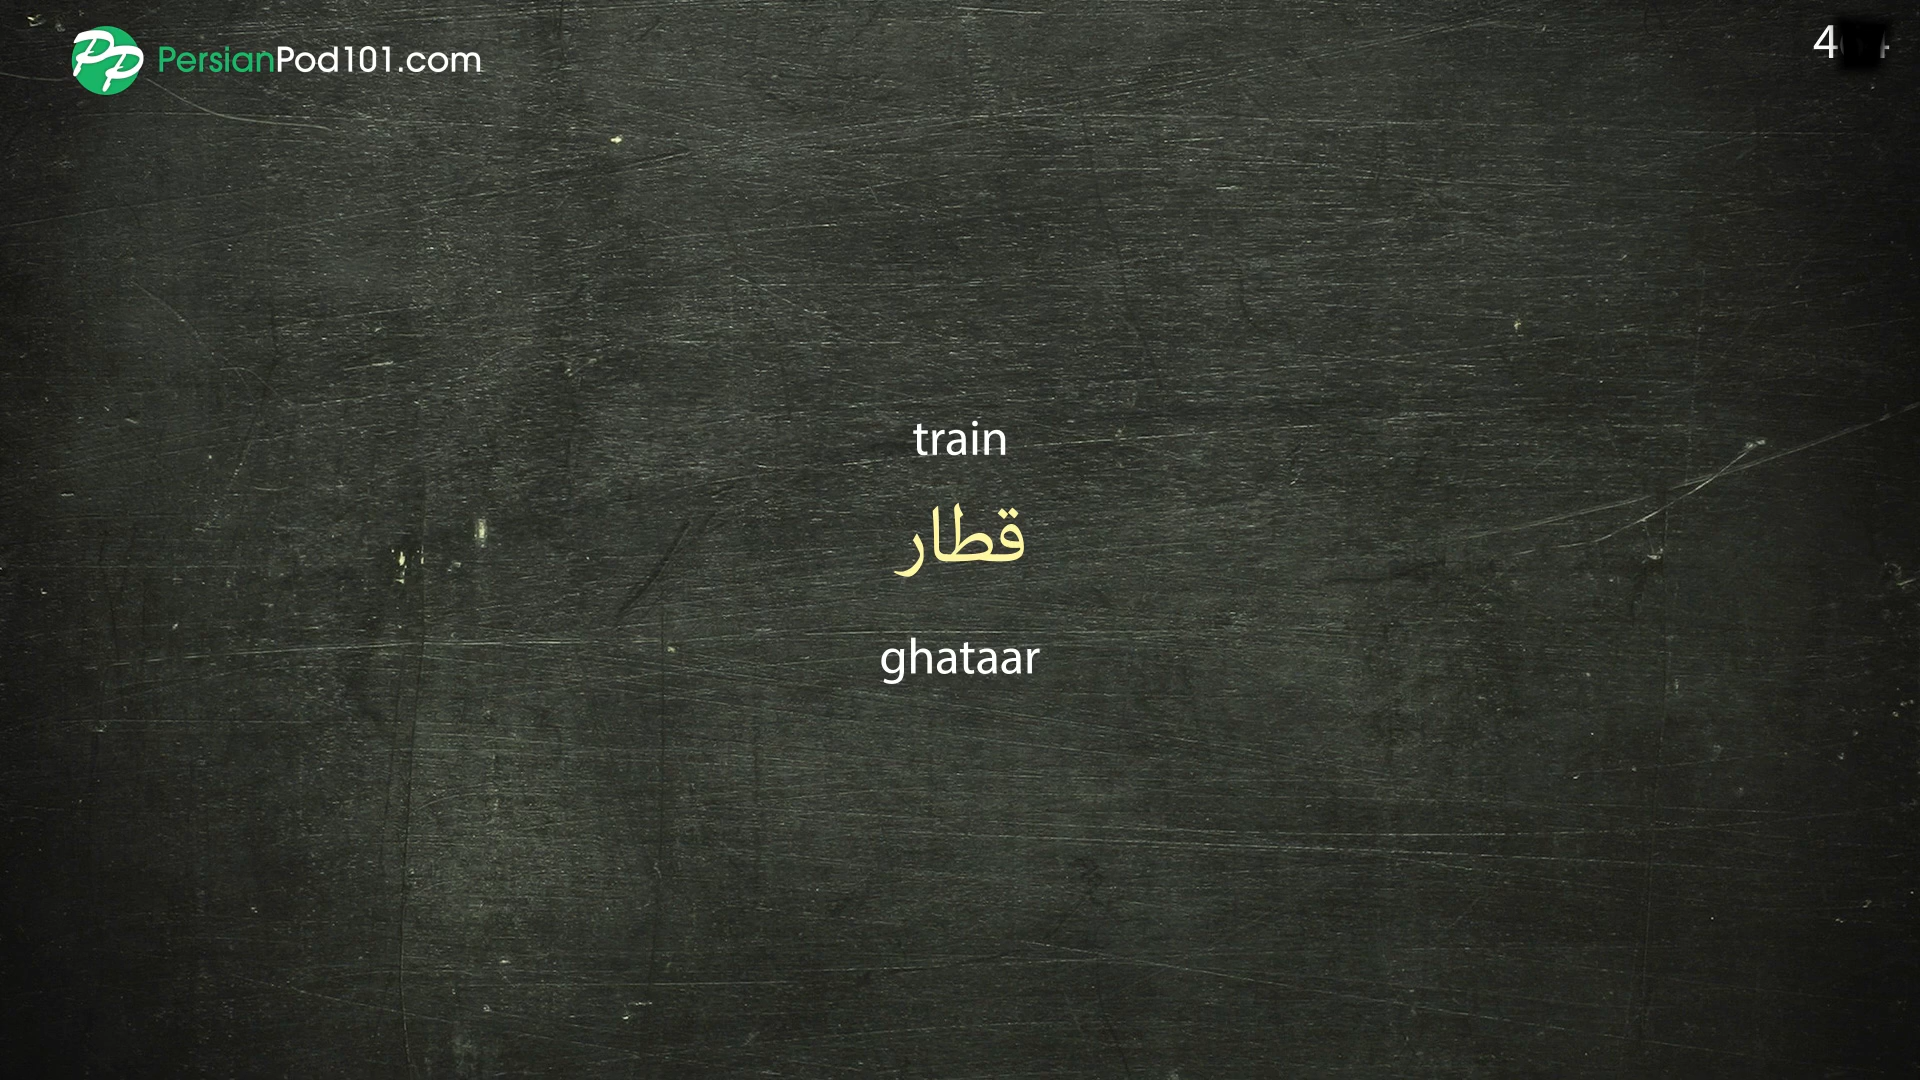 PersianPod101.com
train
قطار
ghataar